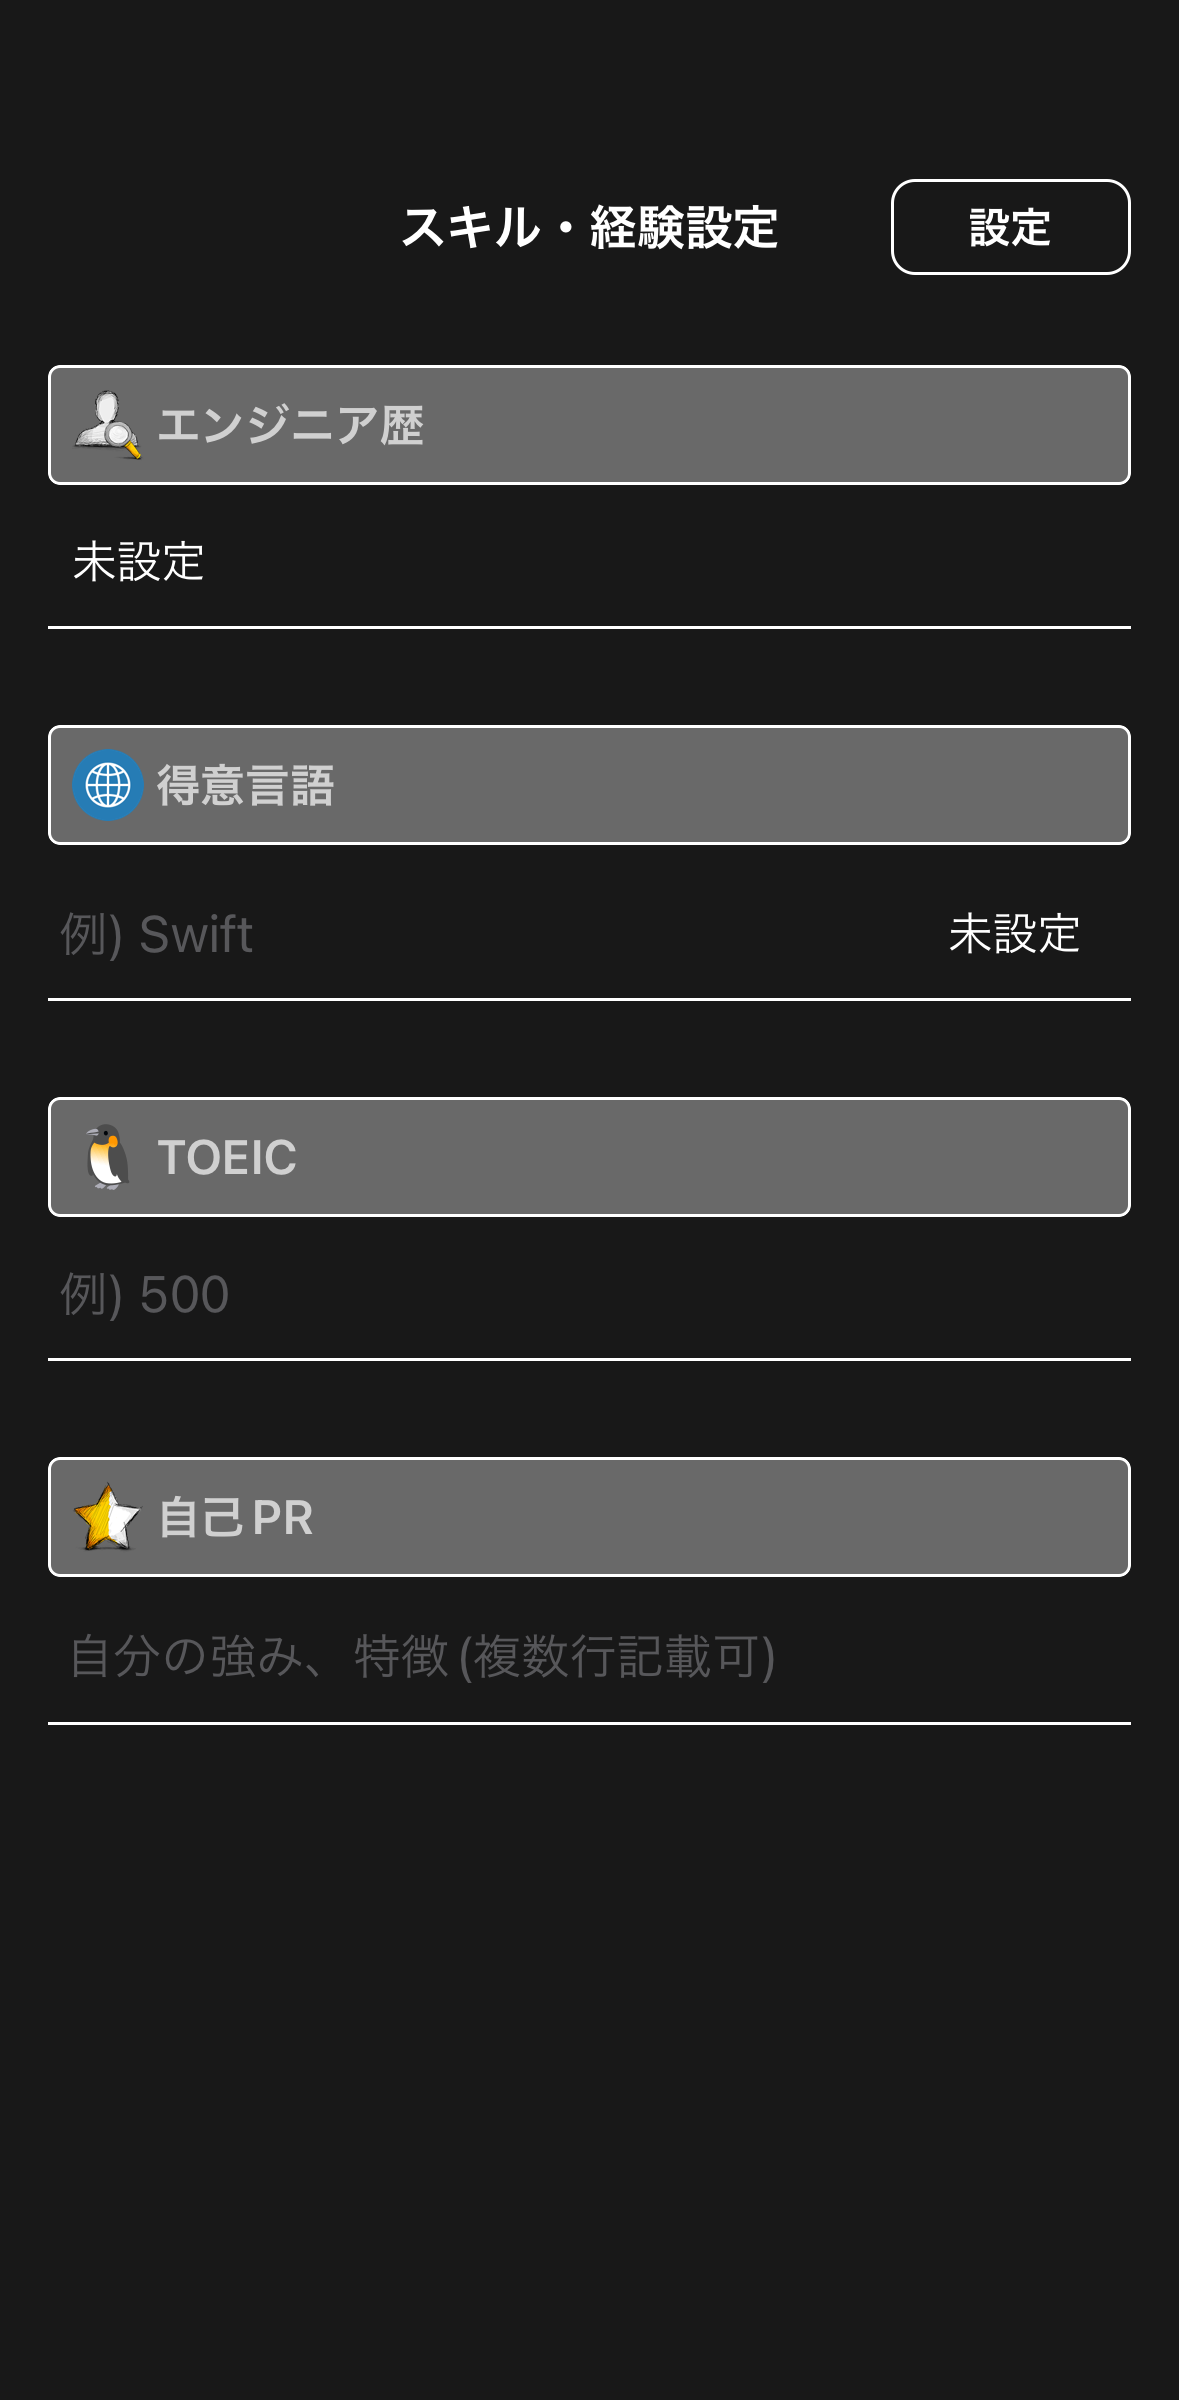 スキル・経験設定
設定
エンジニア歴
未設定
得意言語
例) Swift
未設定
TOEIC
例) 500
自己PR
自分の強み、特徴(複数行記載可)